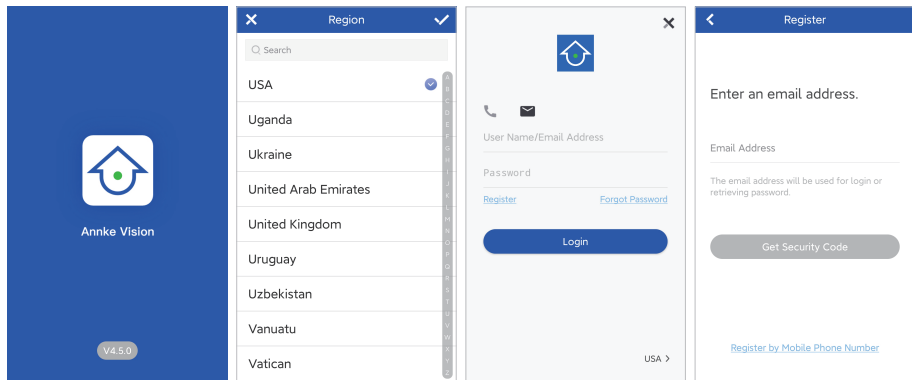 Annke Vision
V4.5.0
Region
Search
USA
Uganda
Ukraine
United Arab Emirates
United Kingdom
Uruguay
Uzbekistan
Vanuatu
Vatican
A
B
C
D
E
F
G
H
I
J
K
L
M
N
O
P
Q
R
S
T
U
V
W
X
Y
Z
User Name/Email Address
Password
Register
Forgot Password
Login
USA >
Register
Enter an email address.
Email Address
The email address will be used for login or
retrieving password.
Get Security Code
Register by Mobile Phone Number